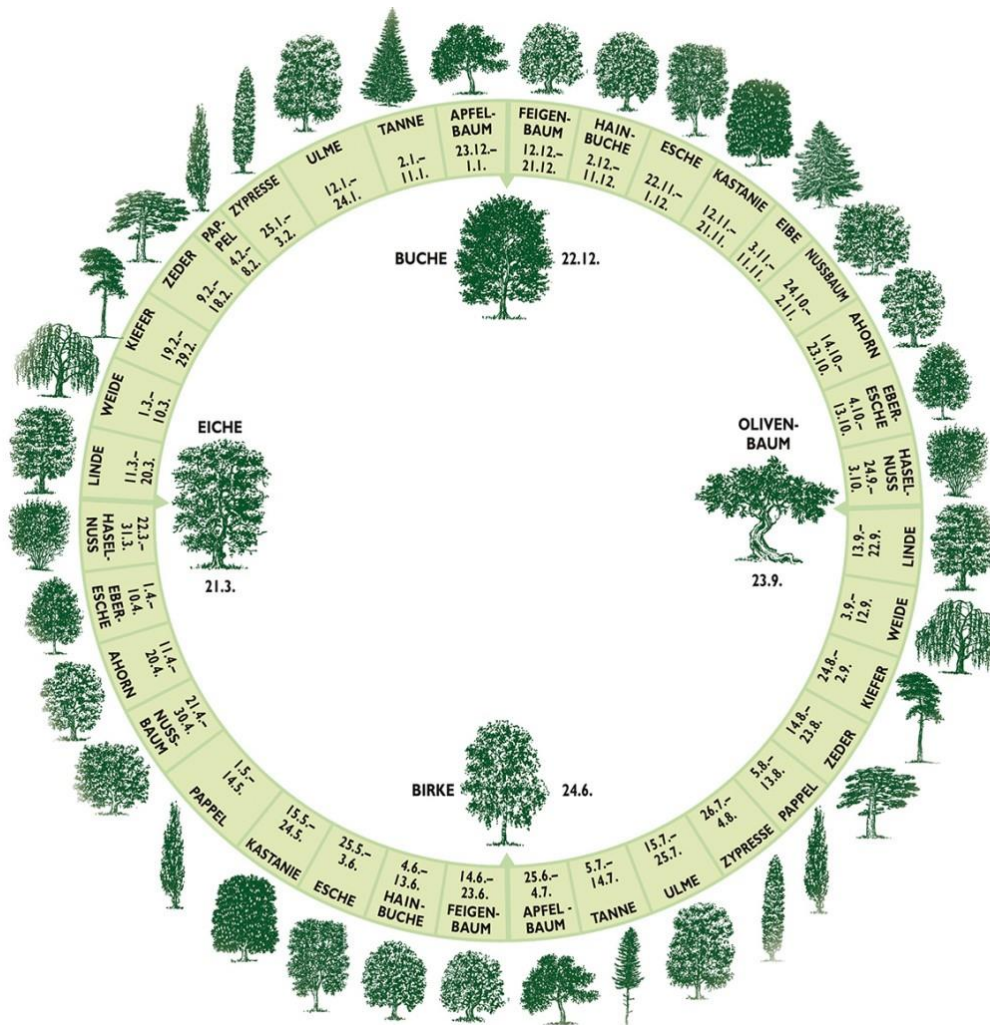 APFEL-
BAUM
23.12.–
1.1.
FEIGEN-
BAUM
12.12.–
21.12.
HAIN-
BUCHE
2.12.–
11.12.
ESCHE
22.11.–
1.12.
KASTANIE
12.11.–
21.11.
EIBE
3.11.–
11.11.
NUSSBAUM
24.10.–
2.11.
AHORN
14.10.–
23.10.
EBER-
ESCHE
4.10.–
13.10.
HASEL-
NUSS
24.9.–
3.10.
LINDE
13.9.–
22.9.
WEIDE
3.9.–
12.9.
KIEFER
24.8.–
2.9.
ZEDER
14.8.–
23.8.
PAPPEL
5.8.–
13.8.
ZYPRESSE
26.7.–
4.8.
ULME
15.7.–
25.7.
TANNE
5.7.–
14.7.
APFEL-
BAUM
25.6.–
4.7.
FEIGEN-
BAUM
14.6.–
23.6.
HAIN-
BUCHE
4.6.–
13.6.
ESCHE
25.5.–
3.6.
KASTANIE
15.5.–
24.5.
PAPPEL
1.5.–
14.5.
NUSS-
BAUM
21.4.–
30.4.
AHORN
11.4.–
20.4.
EBER-
ESCHE
1.4.–
10.4.
HASEL-
NUSS
22.3.–
31.3.
LINDE
11.3.–
20.3.
WEIDE
1.3.–
10.3.
KIEFER
19.2.–
29.2.
ZEDER
9.2.–
18.2.
PAP-
PEL
4.2.–
8.2.
ZYPRESSE
25.1.–
3.2.
ULME
12.1.–
24.1.
TANNE
2.1.–
11.1.
BUCHE 22.12.
EICHE
21.3.
OLIVEN-
BAUM
23.9.
BIRKE 24.6.